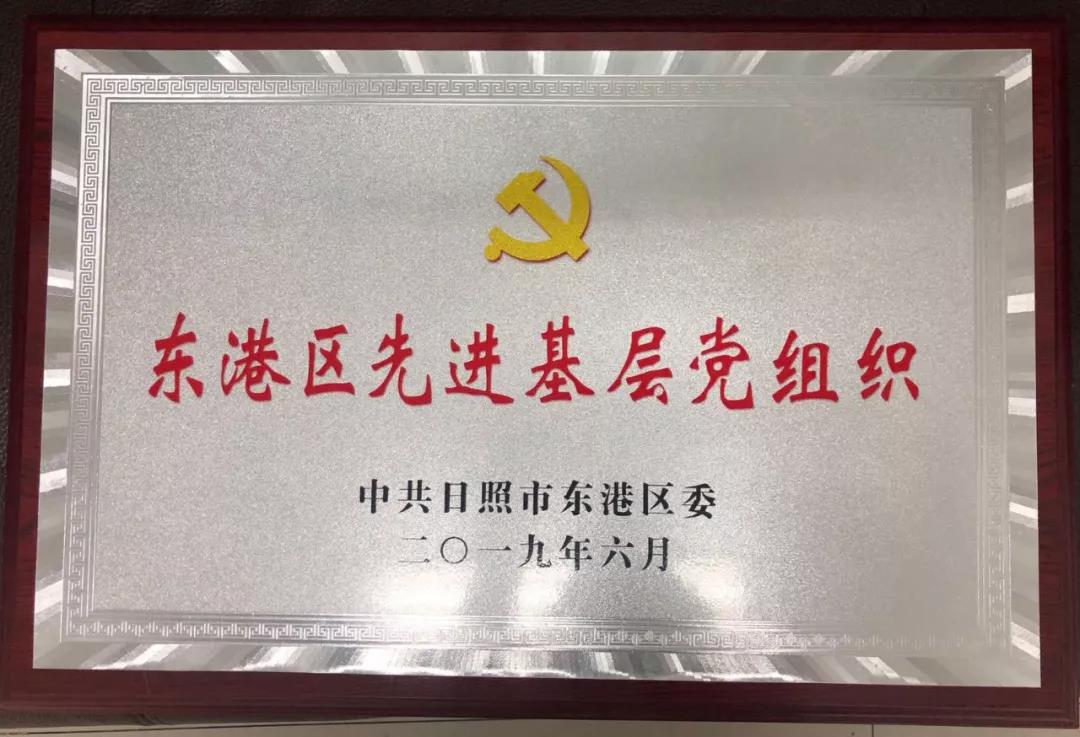 东港区先进基层党组织
中共日照市东港区委
二〇一九年六月